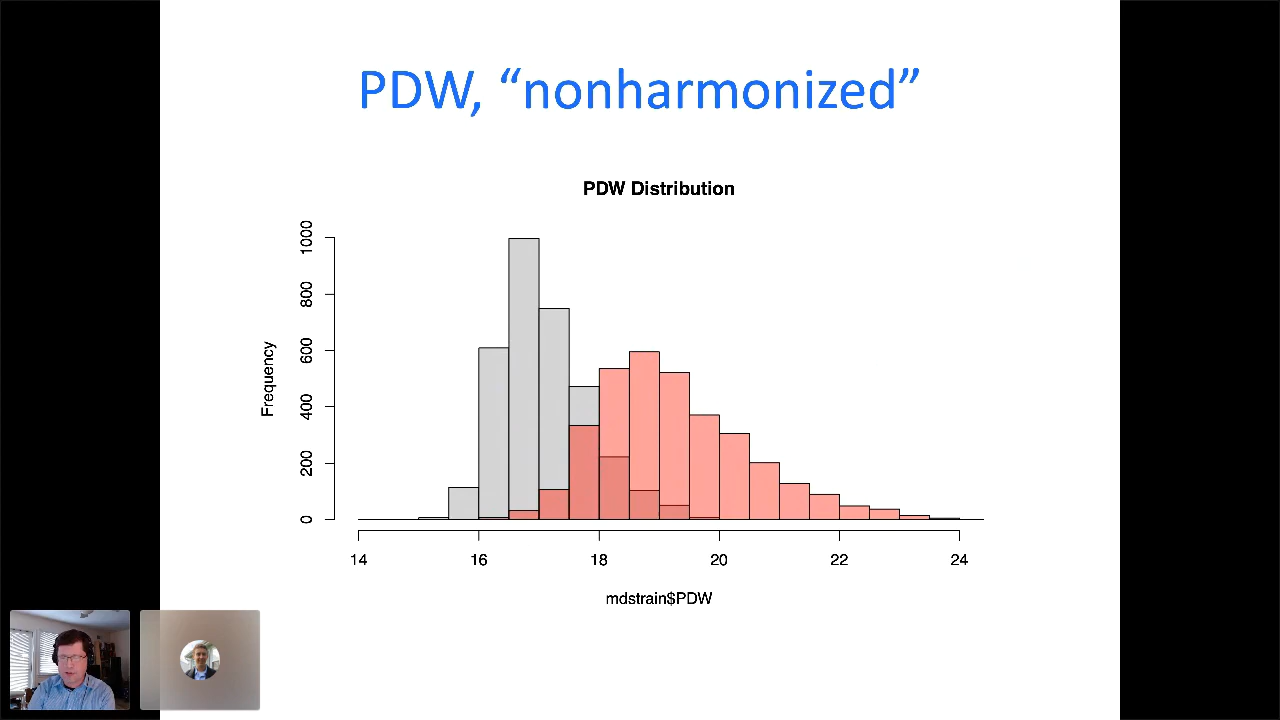 PDW, “nonharmonized”
PDW Distribution
Frequency
0 200 400 600 800 1000
14 16 18 20 22 24
mdstrain$PDW